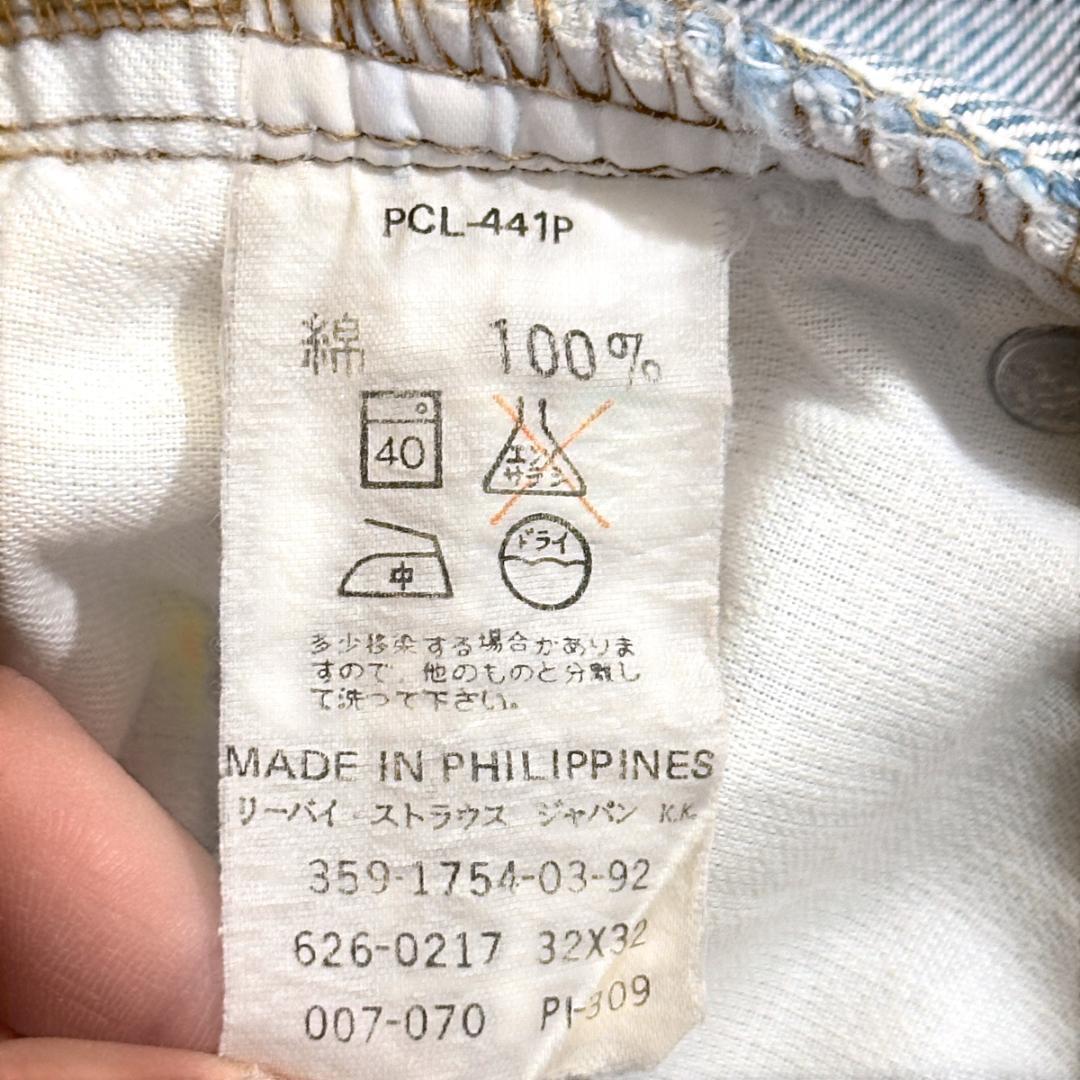 PCL-441P
綿 100%
40 エンソ
サラシ
中 ドライ
多少移染する場合がありま
すので、他のものと分離し
て洗って下さい。
MADE IN PHILIPPINES
リーバイ・ストラウス ジャパン K.K.
359-1754-03-92
626-0217 32X32
007-070 PI-309